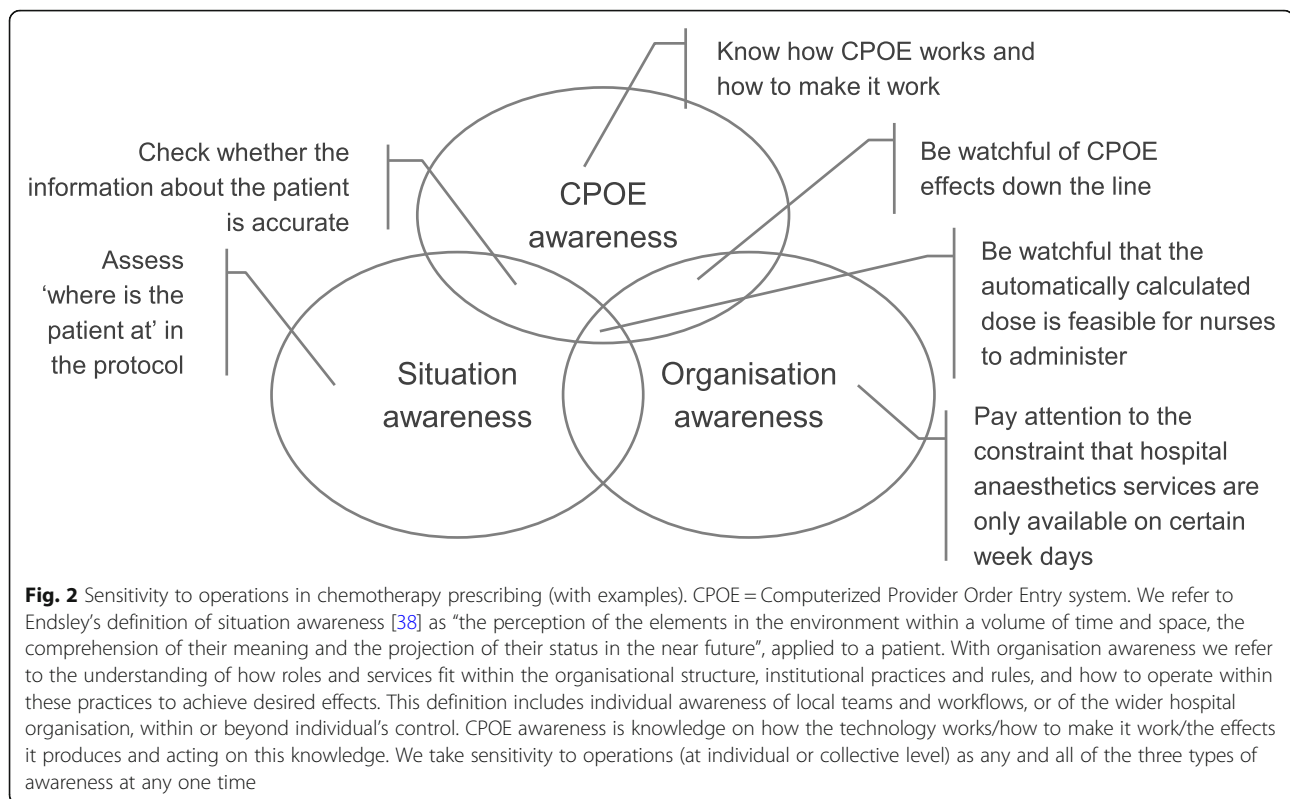 Know how CPOE works and
how to make it work
Check whether the
information about the patient
is accurate
Be watchful of CPOE
effects down the line
CPOE
awareness
Assess
‘where is the
patient at’ in
the protocol
Be watchful that the
automatically calculated
dose is feasible for nurses
to administer
Situation
awareness
Organisation
awareness
Pay attention to the
constraint that hospital
anaesthetics services are
only available on certain
week days
Fig. 2 Sensitivity to operations in chemotherapy prescribing (with examples). CPOE = Computerized Provider Order Entry system. We refer to
Endsley’s definition of situation awareness [38] as “the perception of the elements in the environment within a volume of time and space, the
comprehension of their meaning and the projection of their status in the near future”, applied to a patient. With organisation awareness we refer
to the understanding of how roles and services fit within the organisational structure, institutional practices and rules, and how to operate within
these practices to achieve desired effects. This definition includes individual awareness of local teams and workflows, or of the wider hospital
organisation, within or beyond individual’s control. CPOE awareness is knowledge on how the technology works/how to make it work/the effects
it produces and acting on this knowledge. We take sensitivity to operations (at individual or collective level) as any and all of the three types of
awareness at any one time